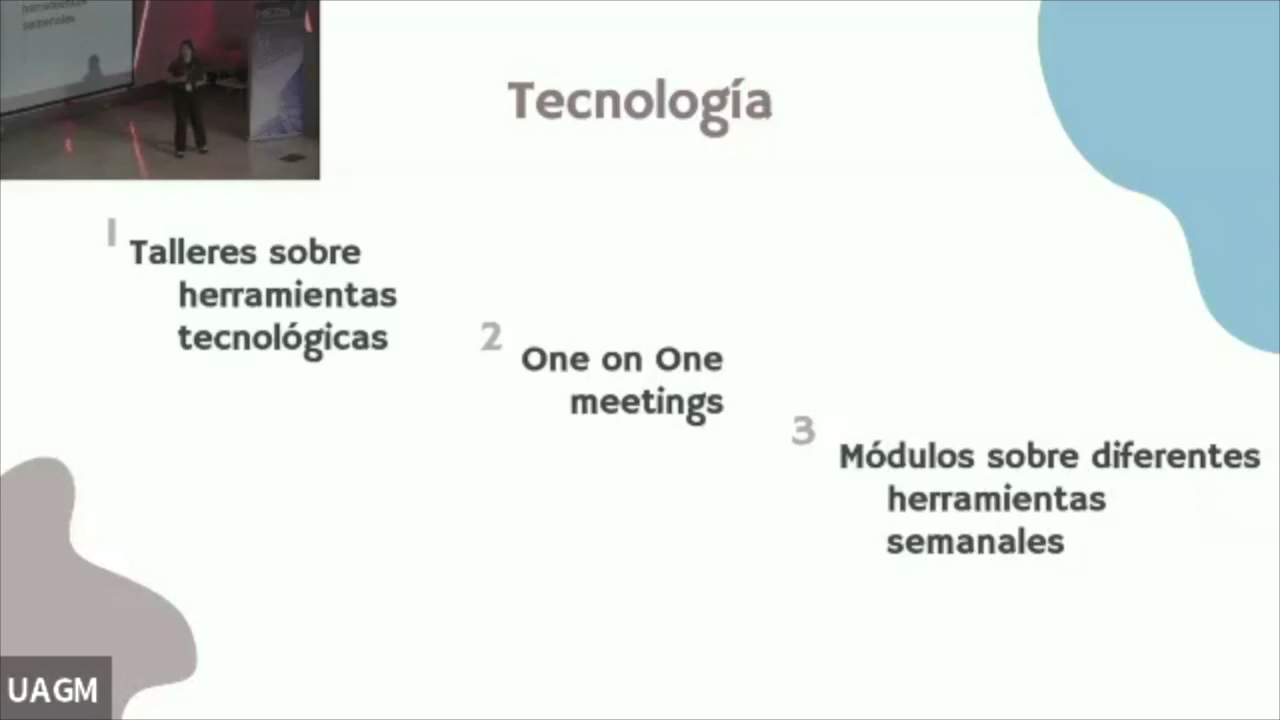 Tecnología
1
Talleres sobre
herramientas
tecnológicas
2
One on One
meetings
3
Módulos sobre diferentes
herramientas
semanales
UAGM